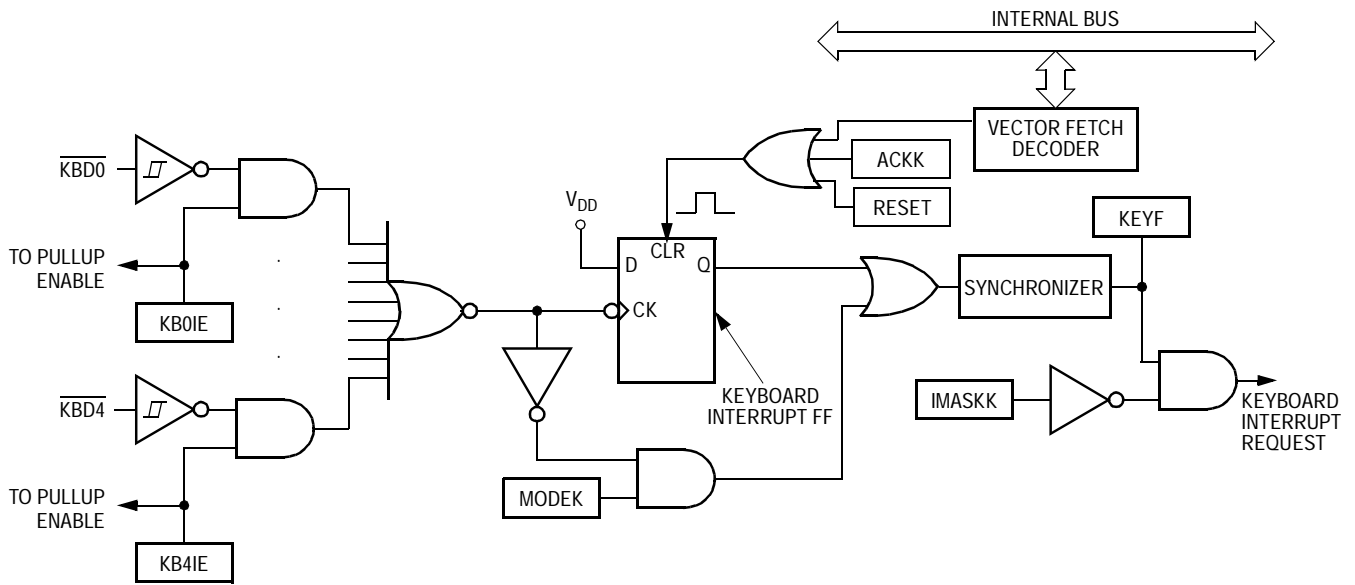 INTERNAL BUS
VECTOR FETCH
DECODER
ACKK
RESET
KBD0
VDD
KEYF
CLR
D
Q
CK
TO PULLUP
ENABLE
SYNCHRONIZER
KB0IE
KEYBOARD
INTERRUPT FF
IMASKK
KEYBOARD
INTERRUPT
REQUEST
KBD4
MODEK
TO PULLUP
ENABLE
KB4IE